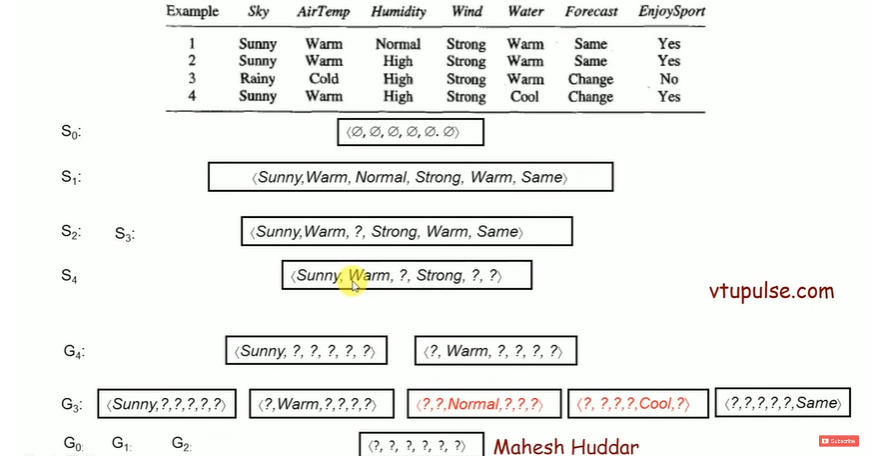 Example Sky AirTemp Humidity Wind Water Forecast EnjoySport
1 Sunny Warm Normal Strong Warm Same Yes
2 Sunny Warm High Strong Warm Same Yes
3 Rainy Cold High Strong Warm Change No
4 Sunny Warm High Strong Cool Change Yes
S0: ⟨∅, ∅, ∅, ∅, ∅. ∅⟩
S1: ⟨Sunny,Warm, Normal, Strong, Warm, Same⟩
S2: S3: ⟨Sunny,Warm, ?, Strong, Warm, Same⟩
S4 ⟨Sunny, Warm, ?, Strong, ?, ?⟩
vtupulse.com
G4: ⟨Sunny, ?, ?, ?, ?, ?⟩ ⟨?, Warm, ?, ?, ?, ?⟩
G3: ⟨Sunny,?,?,?,?,?⟩ ⟨?,Warm,?,?,?,?⟩ ⟨?,?,Normal,?,?,?⟩ ⟨?, ?,?,?,Cool,?⟩ ⟨?,?,?,?,?,Same⟩
G0: G1: G2: ⟨?, ?, ?, ?, ?, ?⟩ Mahesh Huddar
Subscribe